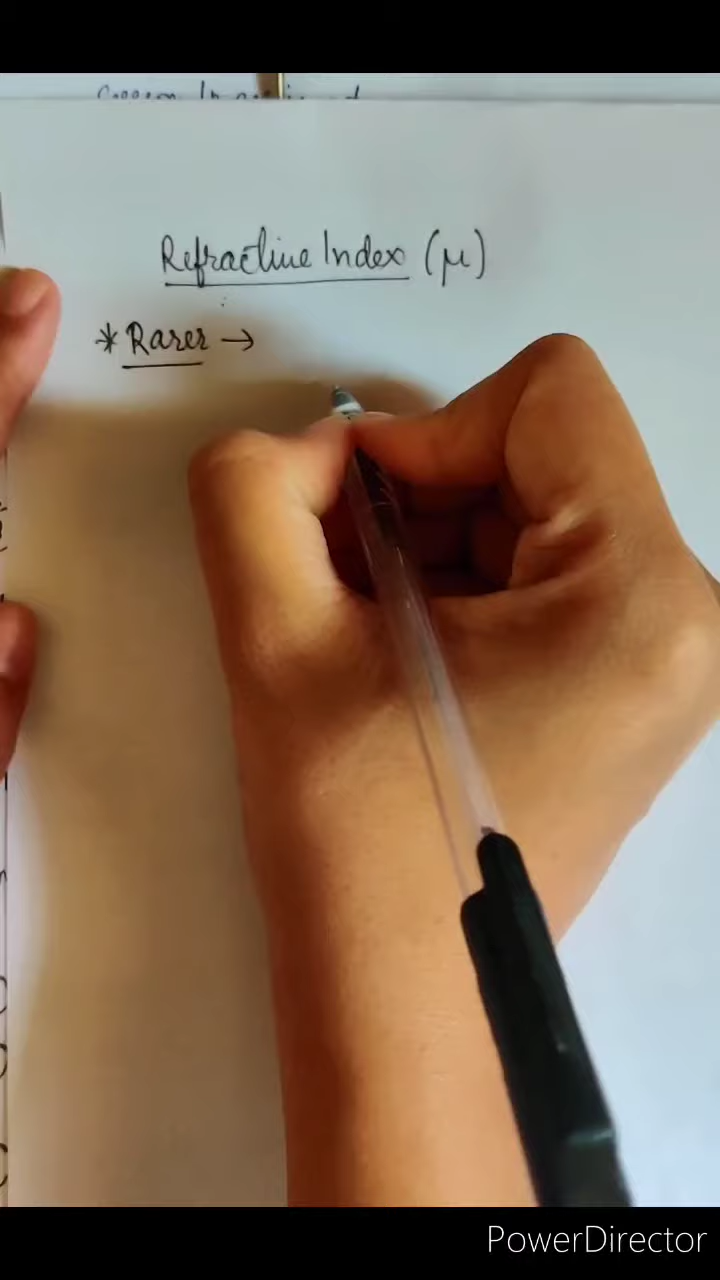 Refractive Index (μ)
* Rarer →
PowerDirector